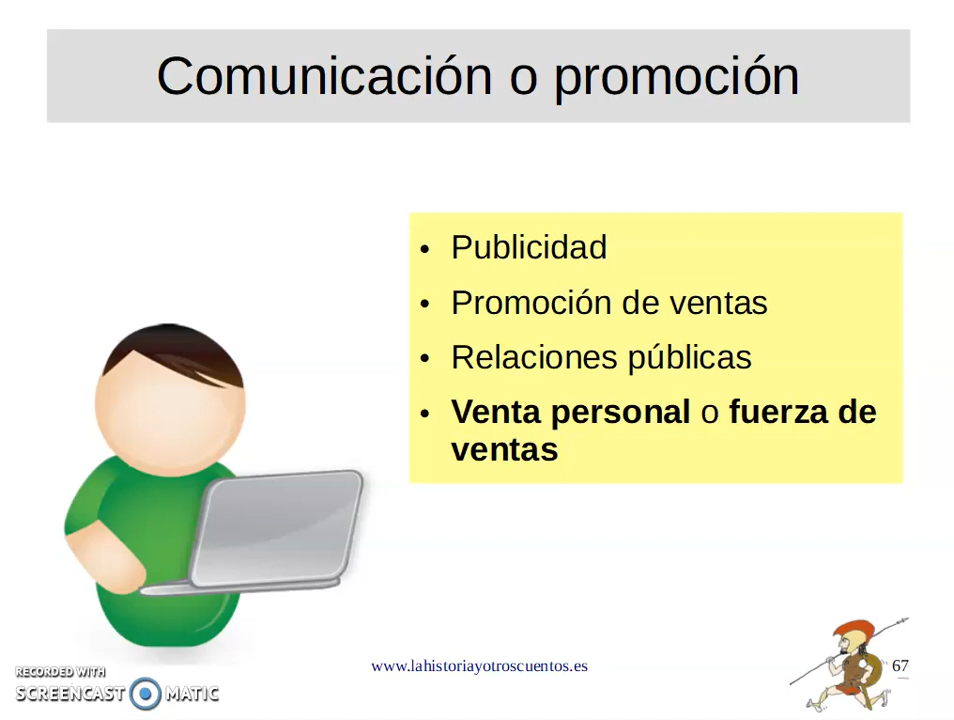 Comunicación o promoción
• Publicidad
• Promoción de ventas
• Relaciones públicas
• Venta personal o fuerza de
ventas
www.lahistoriayotroscuentos.es
67
RECORDED WITH
SCREENCAST MATIC